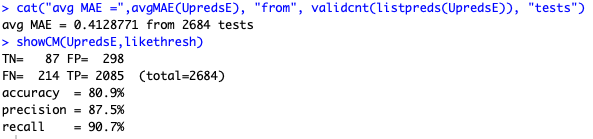 > cat("avg MAE =",avgMAE(UpredsE), "from", validcnt(listpreds(UpredsE)), "tests")
avg MAE = 0.4128771 from 2684 tests
> showCM(UpredsE,likethresh)
TN=   87 FP=  298
FN=  214 TP= 2085  (total=2684)
accuracy  = 80.9%
precision = 87.5%
recall    = 90.7%